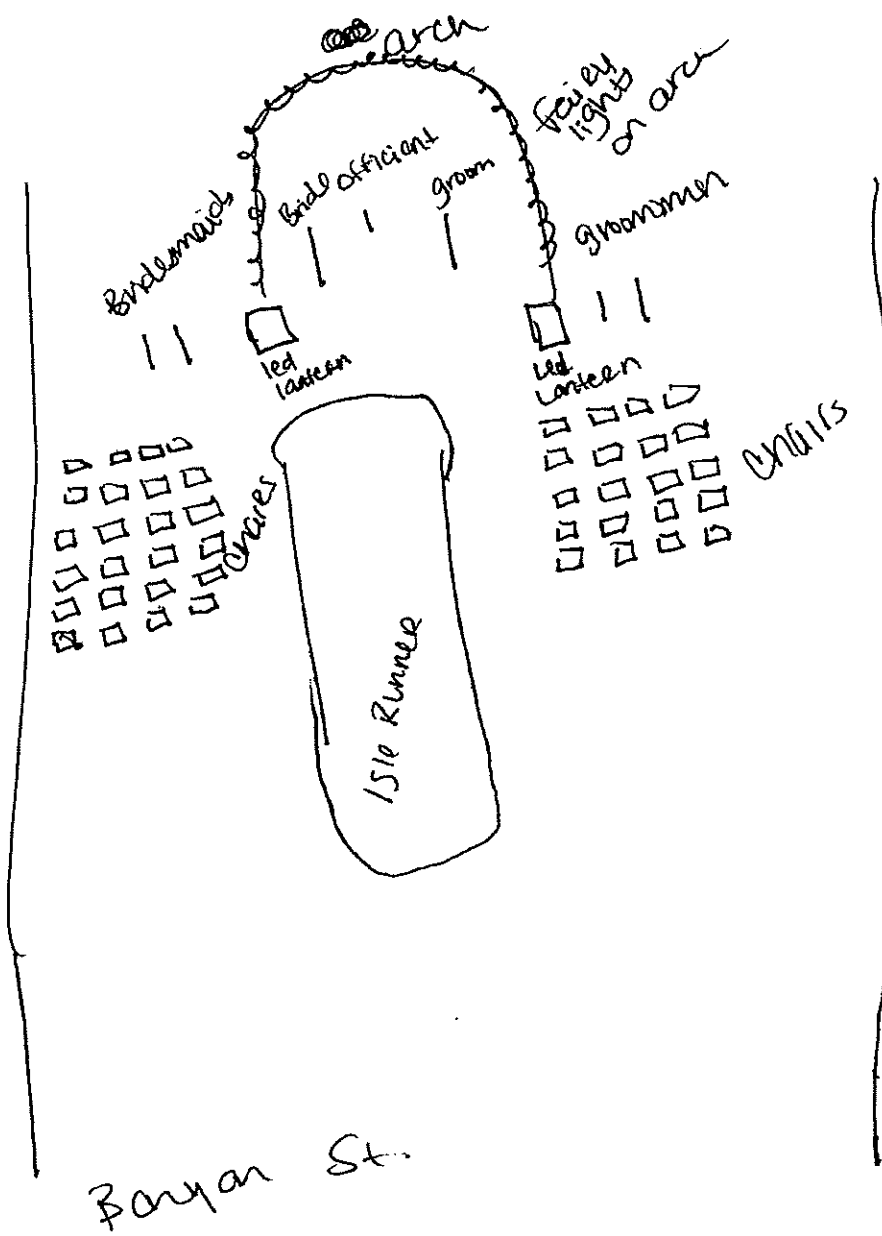 arch
Fairy
lights
on arch
Bridesmaids
Bride
officiant
groom
groomsmen
led
lantern
led
Lantern
Chaires
Chairs
Isle Runner
Banyan St.